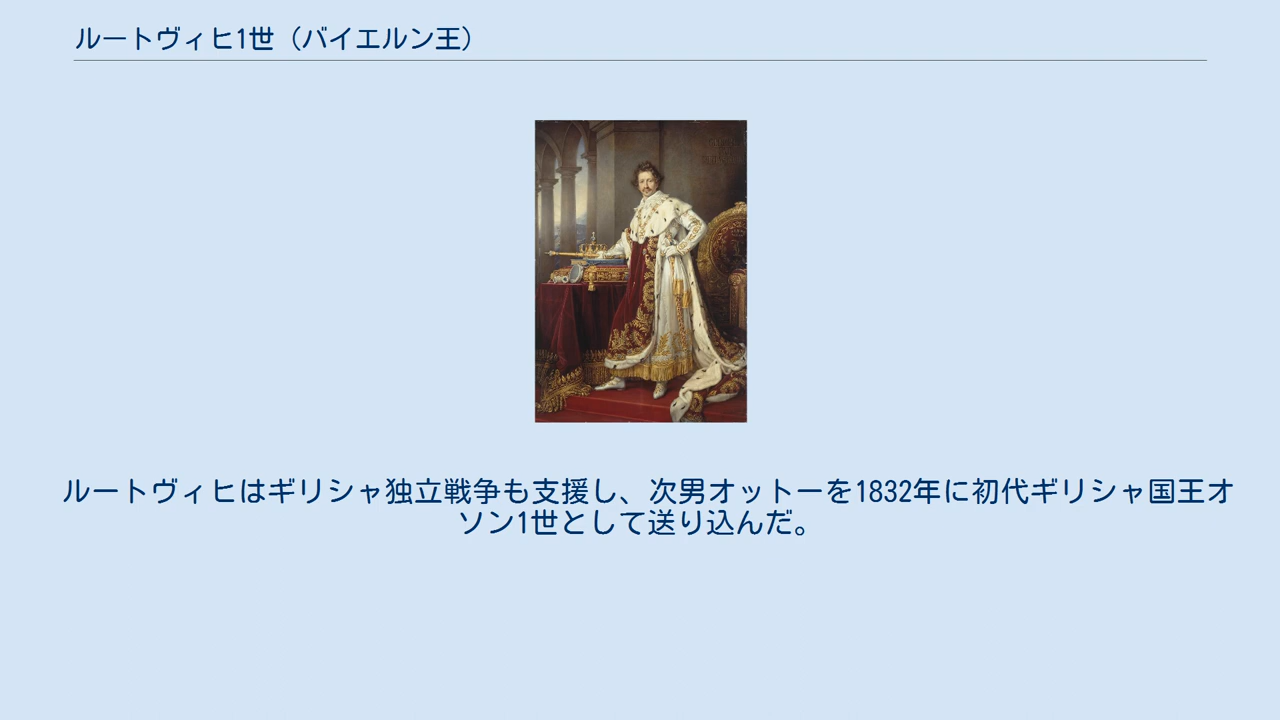 ルートヴィヒ1世（バイエルン王）
ルートヴィヒはギリシャ独立戦争も支援し、次男オットーを1832年に初代ギリシャ国王オ
ソン1世として送り込んだ。